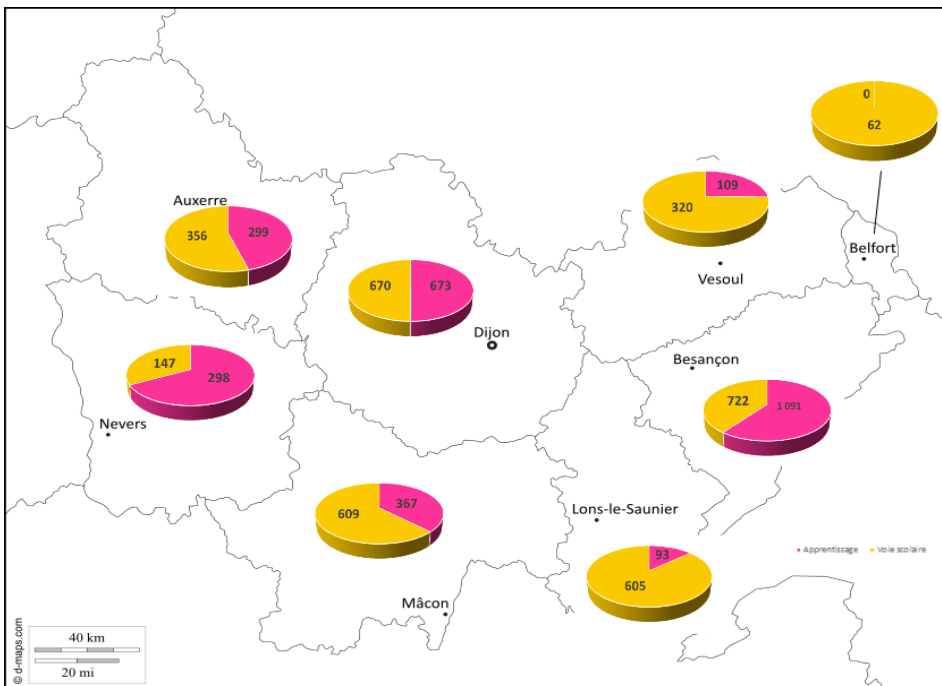 0
62
109
320
Auxerre
356
299
Belfort
Vesoul
670
673
Dijon
147
298
Besançon
722
1 091
Nevers
367
609
Lons-le-Saunier
Apprentissage
Voie scolaire
93
605
Mâcon
40 km
20 mi
© d-maps.com